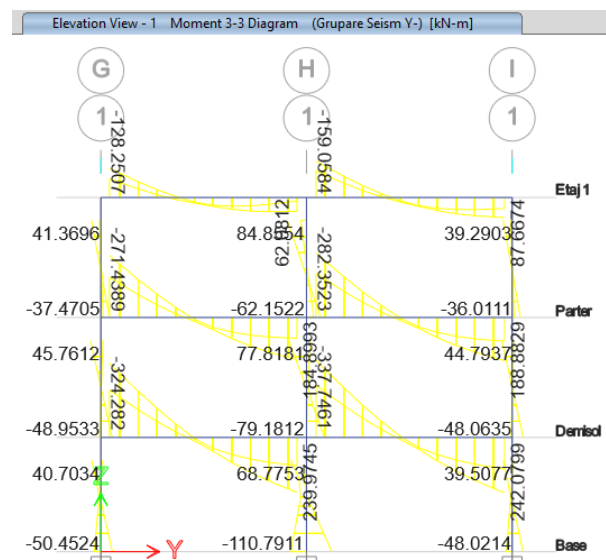 Elevation View - 1 Moment 3-3 Diagram (Grupare Seism Y-) [kN-m]
G H I
1 1 1
-128.2507 -159.0584
Etaj 1
41.3696 84.8554 39.2903
62.1812 87.6674
-271.4389 -282.3523
-37.4705 -62.1522 -36.0111 Parter
45.7612 77.8181 44.7937
188.8829
-324.282 -337.7461
-48.9533 -79.1812 -48.0635 Demisol
40.7034 68.7753 39.5077
239.9745 242.0799
Z
Y
-50.4524 -110.7911 -48.0214 Base